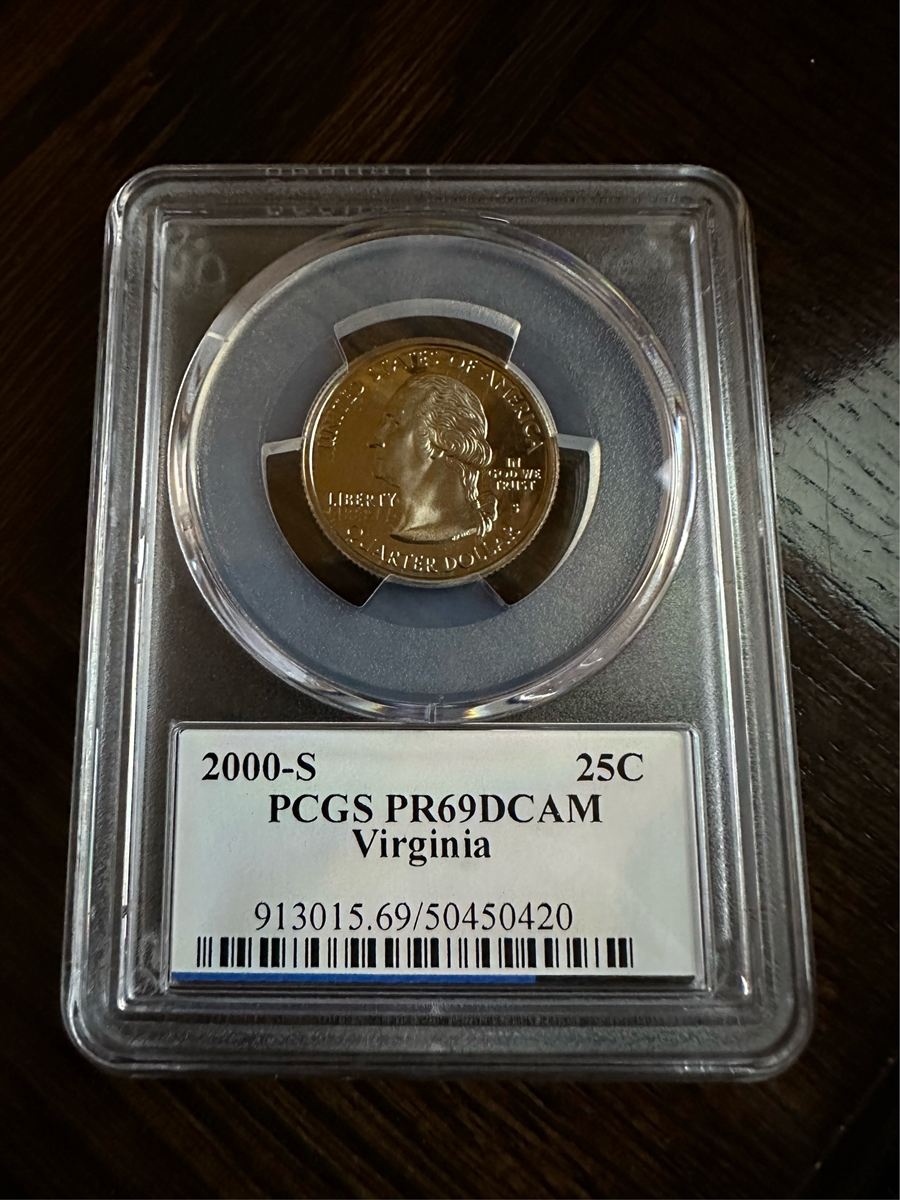 UNITED STATES OF AMERICA
IN
GOD WE
TRUST
LIBERTY
S
QUARTER DOLLAR
2000-S 25C
PCGS PR69DCAM
Virginia
913015.69/50450420